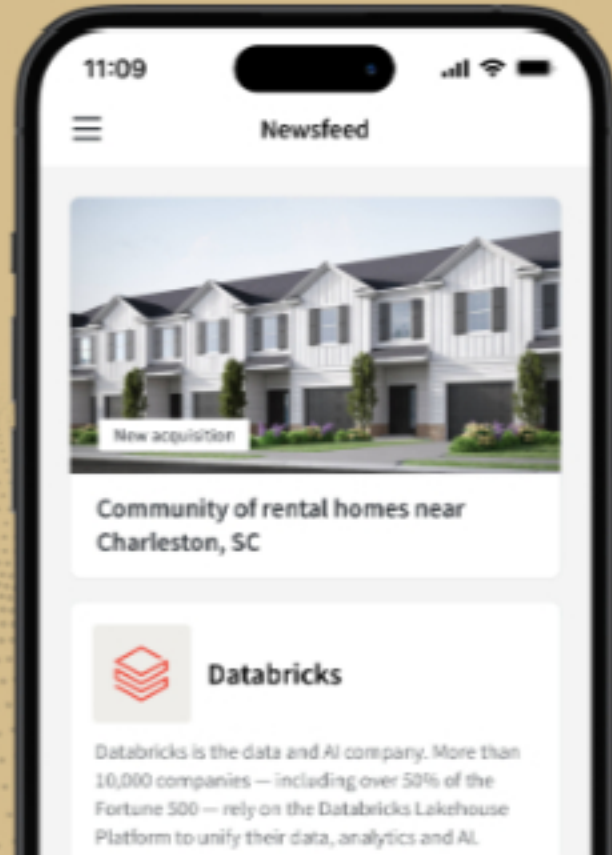 11:09
Newsfeed
New acquisition
Community of rental homes near
Charleston, SC
Databricks
Databricks is the data and AI company. More than
10,000 companies — including over 50% of the
Fortune 500 — rely on the Databricks Lakehouse
Platform to unify their data, analytics and AI.